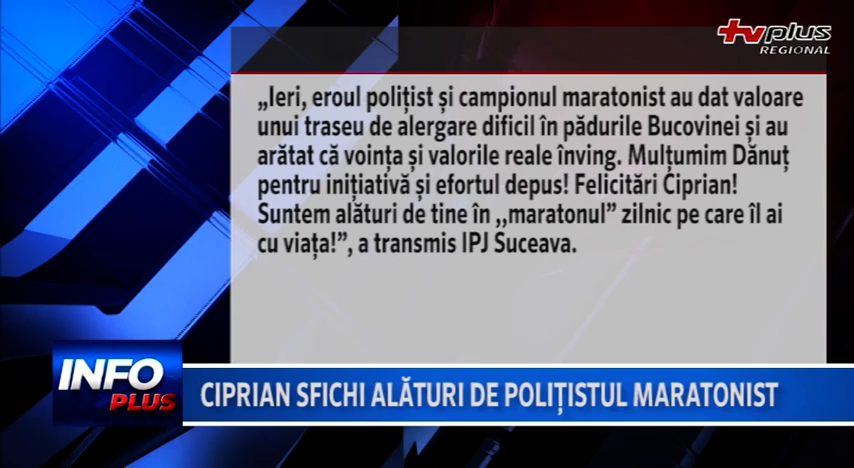 tvplus
REGIONAL
„Ieri, eroul polițist și campionul maratonist au dat valoare
unui traseu de alergare dificil în pădurile Bucovinei și au
arătat că voința și valorile reale înving. Mulțumim Dănuț
pentru inițiativă și efortul depus! Felicitări Ciprian!
Suntem alături de tine în ,,maratonul” zilnic pe care îl ai
cu viața!”, a transmis IPJ Suceava.
INFO
PLUS
CIPRIAN SFICHI ALĂTURI DE POLIȚISTUL MARATONIST